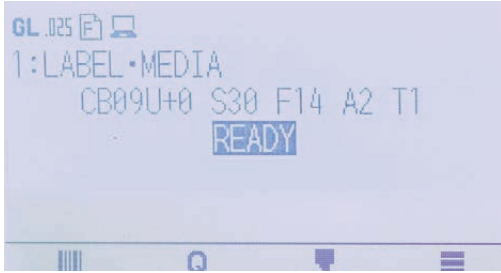 GL .025 F
1:LABEL•MEDIA
CB09U+0 S30 F14 A2 T1
READY
Q